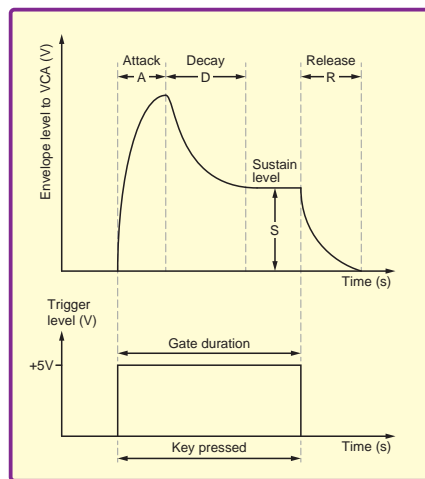 Envelope level to VCA (V)
Attack
A
Decay
D
Release
R
Sustain
level
S
Time (s)
Trigger
level (V)
+5V
Gate duration
Key pressed
Time (s)